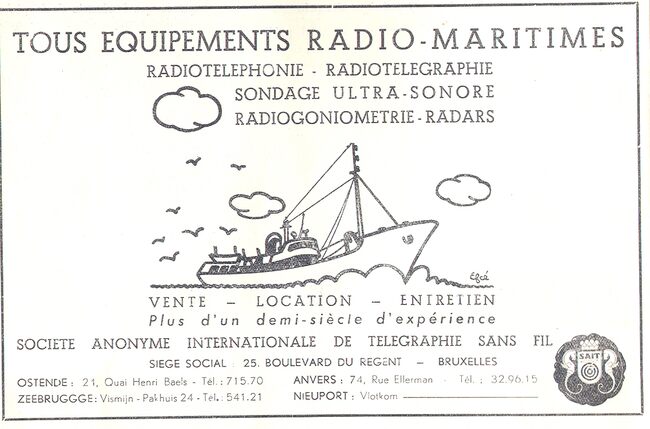 TOUS EQUIPEMENTS RADIO-MARITIMES
RADIOTELEPHONIE - RADIOTELEGRAPHIE
SONDAGE ULTRA-SONORE
RADIOGONIOMETRIE - RADARS
Egcé
VENTE – LOCATION – ENTRETIEN
Plus d'un demi-siècle d'expérience
SOCIETE ANONYME INTERNATIONALE DE TELEGRAPHIE SANS FIL
SAIT
SIEGE SOCIAL : 25. BOULEVARD DU REGENT – BRUXELLES
OSTENDE : 21, Quai Henri Baels - Tél. : 715.70 ANVERS : 74, Rue Ellerman - Tél. : 32.96.15
ZEEBRUGGGE : Vismijn - Pakhuis 24 - Tél. : 541.21 NIEUPORT : Vlotkom